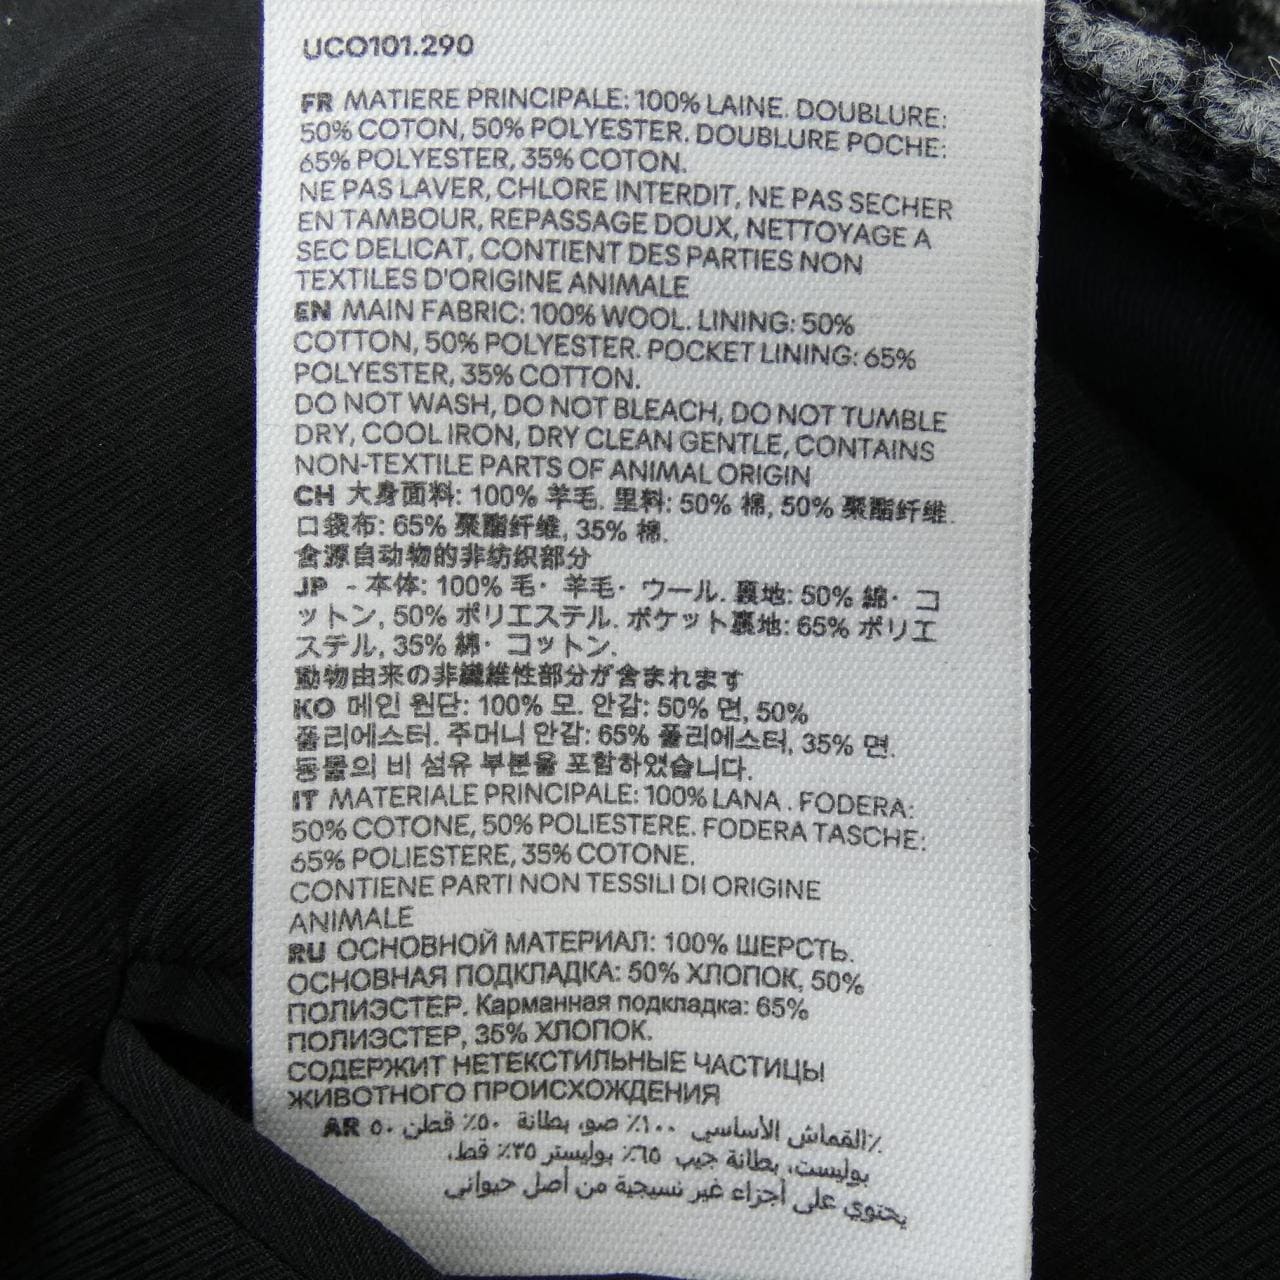 UCO101.290
FR MATIERE PRINCIPALE: 100% LAINE. DOUBLURE:
50% COTON, 50% POLYESTER. DOUBLURE POCHE:
65% POLYESTER, 35% COTON.
NE PAS LAVER, CHLORE INTERDIT, NE PAS SECHER
EN TAMBOUR, REPASSAGE DOUX, NETTOYAGE A
SEC DELICAT, CONTIENT DES PARTIES NON
TEXTILES D'ORIGINE ANIMALE
EN MAIN FABRIC: 100% WOOL. LINING: 50%
COTTON, 50% POLYESTER. POCKET LINING: 65%
POLYESTER, 35% COTTON.
DO NOT WASH, DO NOT BLEACH, DO NOT TUMBLE
DRY, COOL IRON, DRY CLEAN GENTLE, CONTAINS
NON-TEXTILE PARTS OF ANIMAL ORIGIN
CH 大身面料: 100% 羊毛. 里料: 50% 棉, 50% 聚酯纤维.
口袋布: 65% 聚酯纤维, 35% 棉.
含源自动物的非纺织部分
JP - 本体: 100% 毛· 羊毛· ウール. 裏地: 50% 綿· コ
ットン, 50% ポリエステル. ポケット裏地: 65% ポリエ
ステル, 35% 綿· コットン.
動物由来の非繊維性部分が含まれます
KO 메인 원단: 100% 모. 안감: 50% 면, 50%
폴리에스터. 주머니 안감: 65% 폴리에스터, 35% 면.
동물의 비 섬유 부분을 포함하였습니다.
IT MATERIALE PRINCIPALE: 100% LANA . FODERA:
50% COTONE, 50% POLIESTERE. FODERA TASCHE:
65% POLIESTERE, 35% COTONE.
CONTIENE PARTI NON TESSILI DI ORIGINE
ANIMALE
RU ОСНОВНОЙ МАТЕРИАЛ: 100% ШЕРСТЬ.
ОСНОВНАЯ ПОДКЛАДКА: 50% ХЛОПОК, 50%
ПОЛИЭСТЕР. Карманная подкладка: 65%
ПОЛИЭСТЕР, 35% ХЛОПОК.
СОДЕРЖИТ НЕТЕКСТИЛЬНЫЕ ЧАСТИЦЫ
ЖИВОТНОГО ПРОИСХОЖДЕНИЯ
AR ٪القماش الأساسي ١٠٠٪ صو، بطانة ٥٠٪ قطن ٥٠
بوليست، بطانة جيب ٦٥٪ بوليستر ٣٥٪ قط،
يحتوي على أجزاء غير نسيجية من أصل حيواني